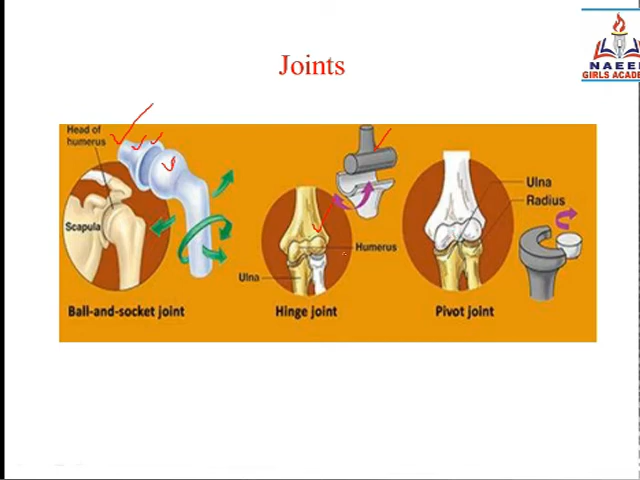 Joints
NAEE
GIRLS ACADE
Head of
humerus
Scapula
Ball-and-socket joint
Humerus
Ulna
Hinge joint
Ulna
Radius
Pivot joint